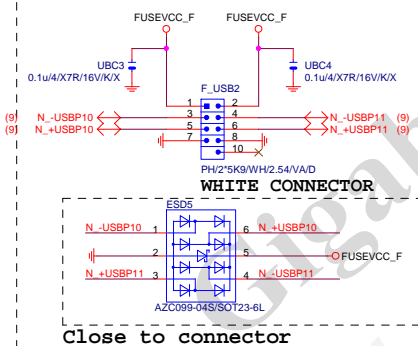 FUSEVCC_F FUSEVCC_F
UBC3 UBC4
0.1u/4/X7R/16V/K/X 0.1u/4/X7R/16V/K/X
F_USB2
1 2
(9) N_-USBP10 3 4 N_-USBP11 (9)
(9) N_+USBP10 5 6 N_+USBP11 (9)
7 8
10
PH/2*5K9/WH/2.54/VA/D
WHITE CONNECTOR
ESD5
N_-USBP10 1 6 N_+USBP10
2 5 FUSEVCC_F
N_+USBP11 3 4 N_-USBP11
AZC099-04S/SOT23-6L
Close to connector
Gigab